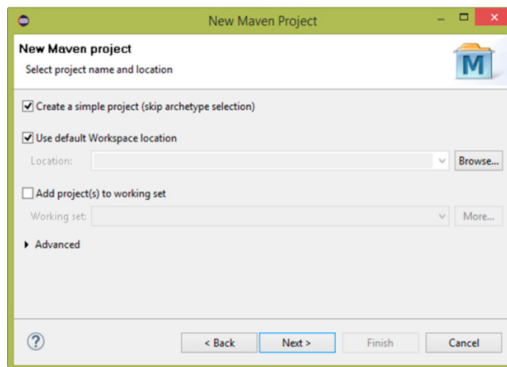 New Maven Project
New Maven project
Select project name and location
M
Create a simple project (skip archetype selection)
Use default Workspace location
Location:
Browse...
Add project(s) to working set
Working set:
More...
Advanced
?
< Back
Next >
Finish
Cancel